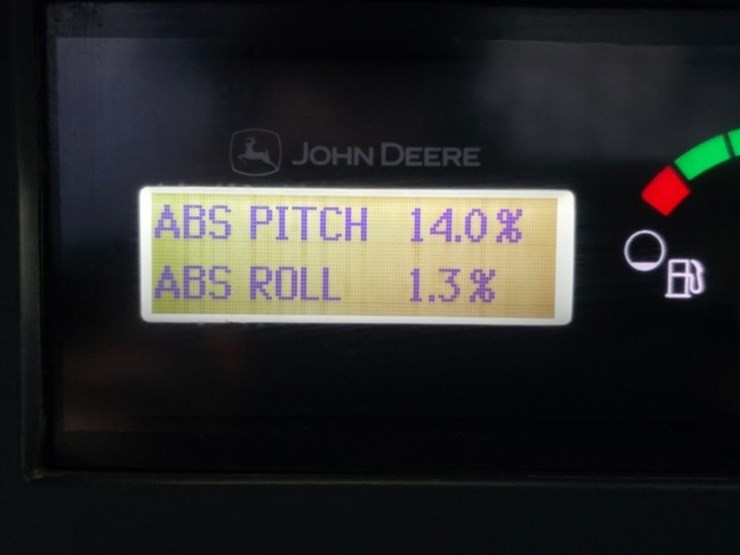 JOHN DEERE
ABS PITCH 14.0%
ABS ROLL 1.3%